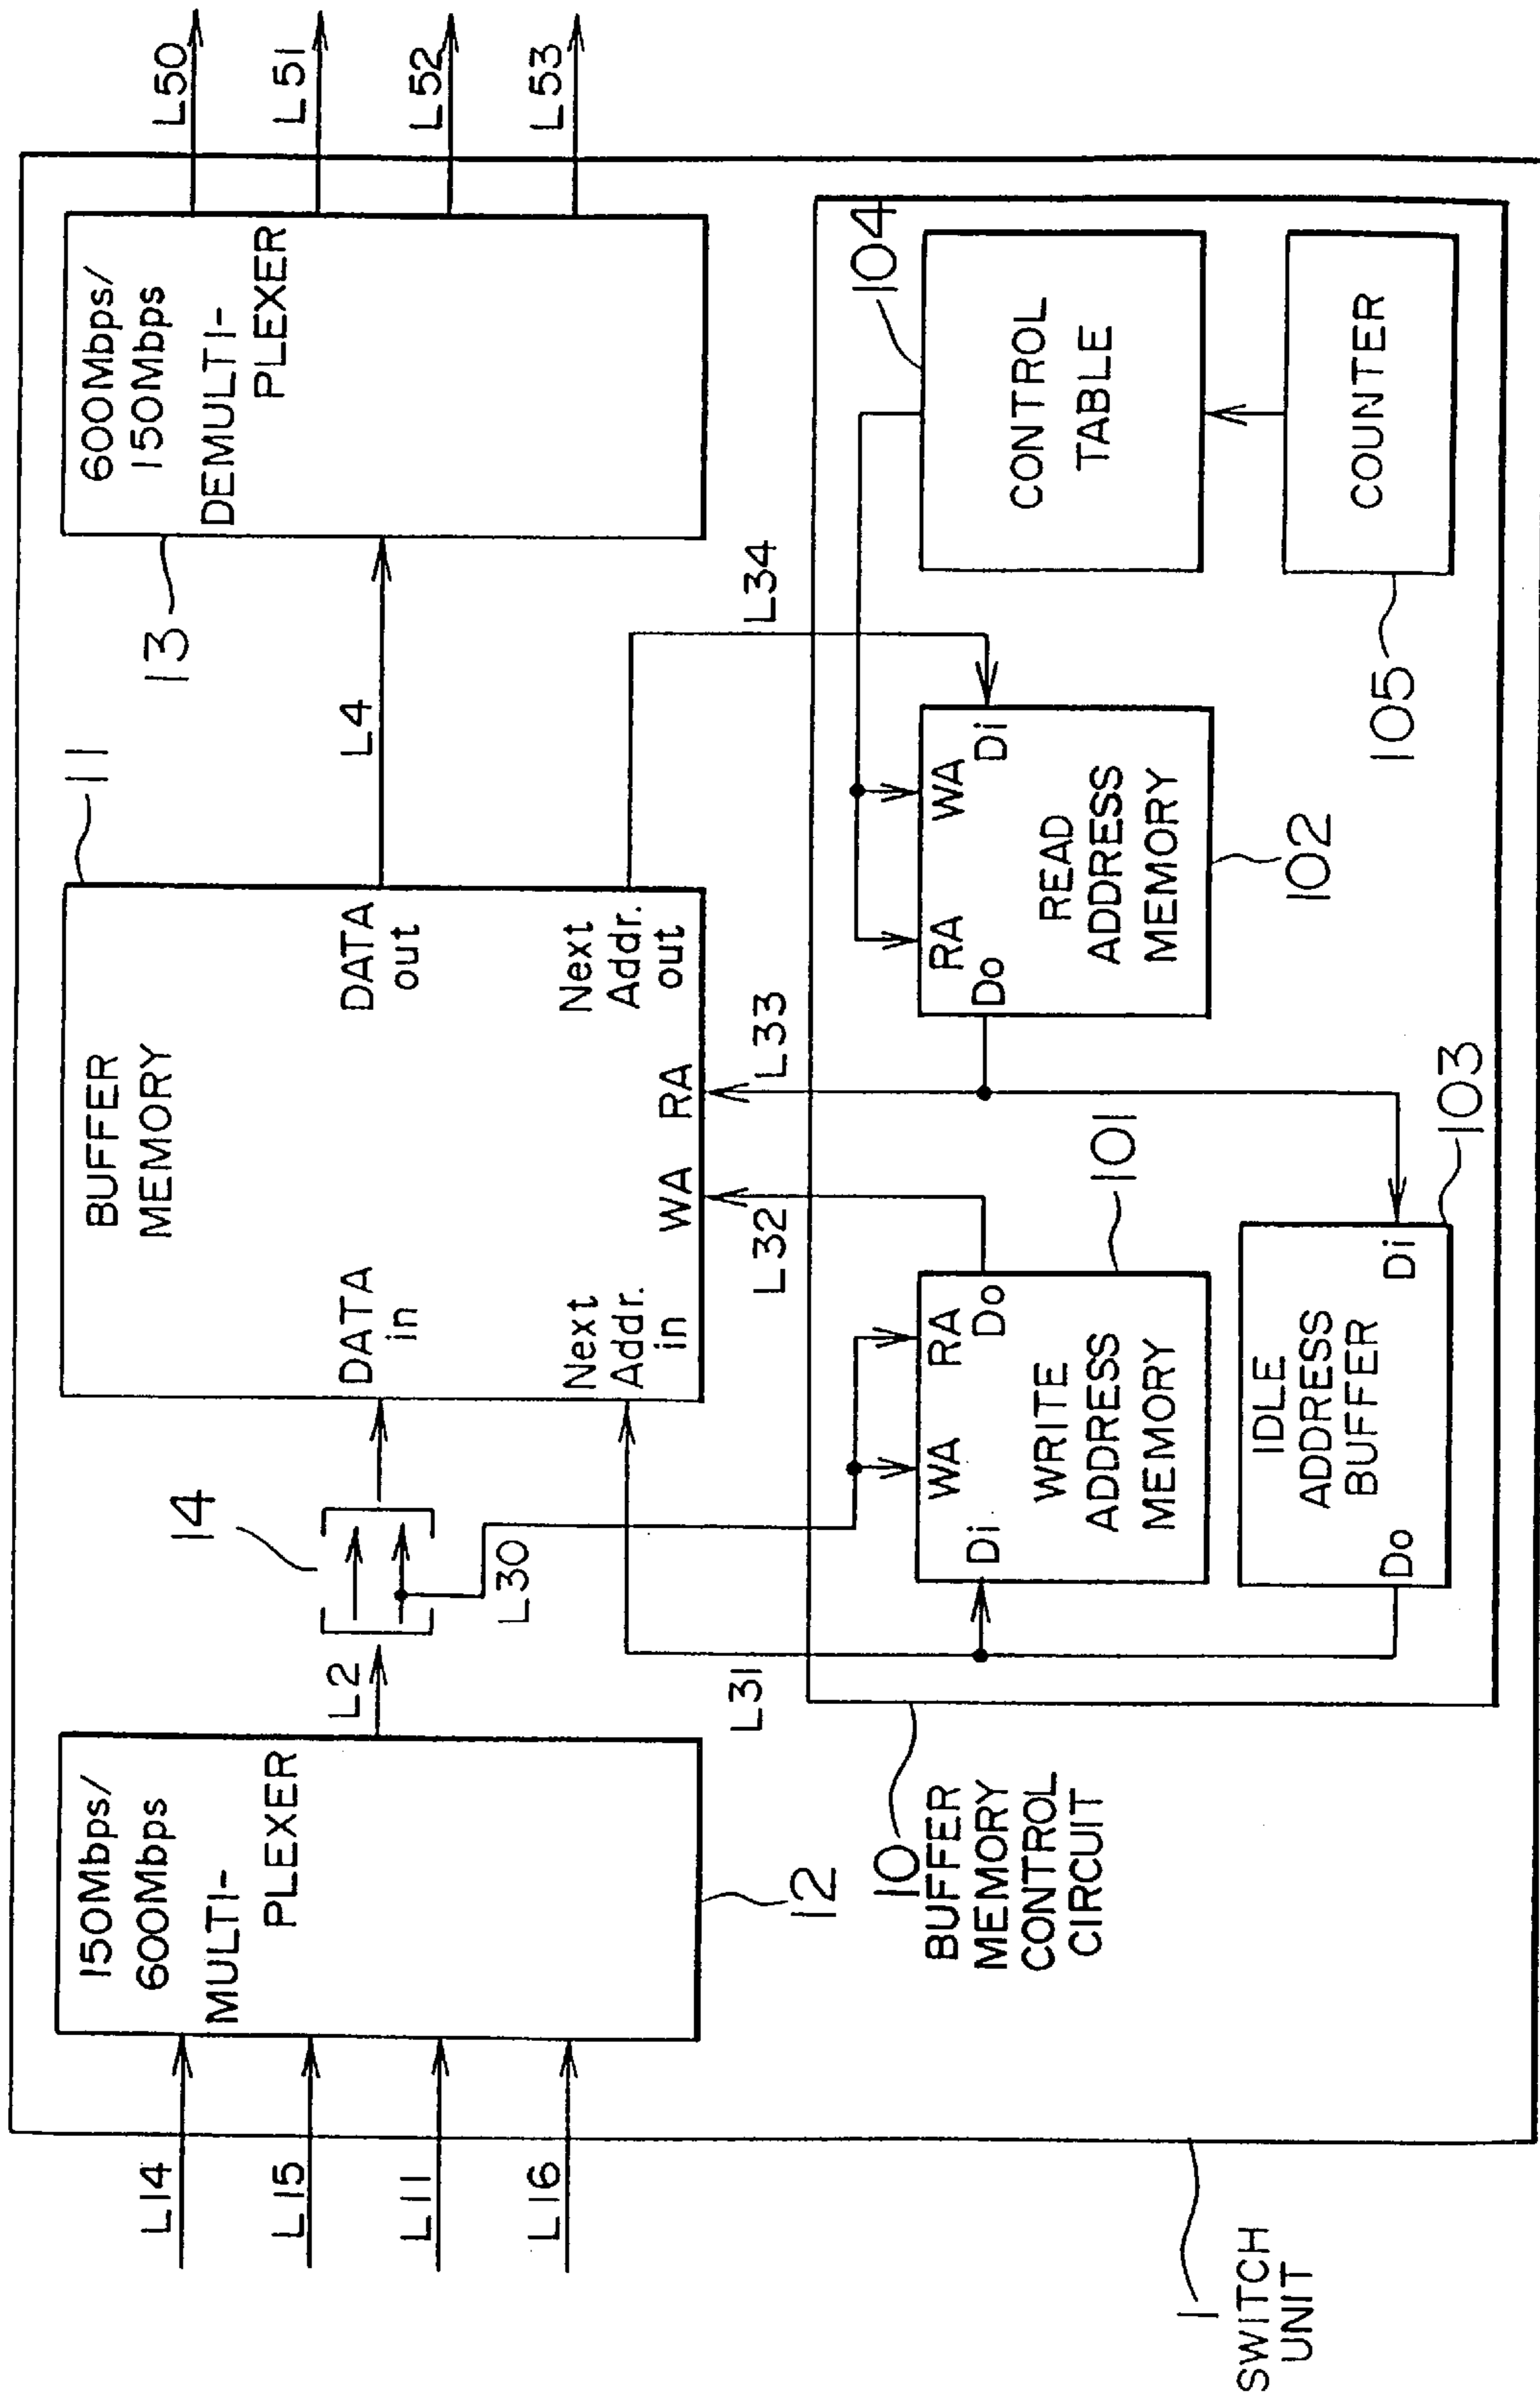 L14
L15
L11
L16
150Mbps/
600Mbps
MULTI-
PLEXER
12
L2
14
L30
BUFFER
MEMORY
11
DATA
in
Next
Addr.
in
WA
RA
DATA
out
Next
Addr.
out
L4
600Mbps/
150Mbps
DEMULTI-
PLEXER
13
L50
L51
L52
L53
L31
L32
L33
L34
10
BUFFER
MEMORY
CONTROL
CIRCUIT
WA
RA
Di
Do
WRITE
ADDRESS
MEMORY
101
IDLE
ADDRESS
BUFFER
Do
Di
103
RA
WA
Do
Di
READ
ADDRESS
MEMORY
102
CONTROL
TABLE
104
COUNTER
105
1
SWITCH
UNIT